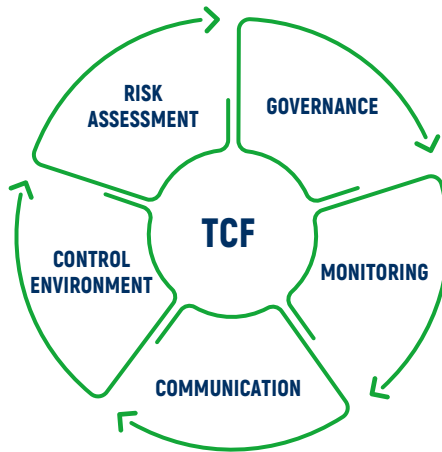 RISK
ASSESSMENT
GOVERNANCE
TCF
CONTROL
ENVIRONMENT
MONITORING
COMMUNICATION